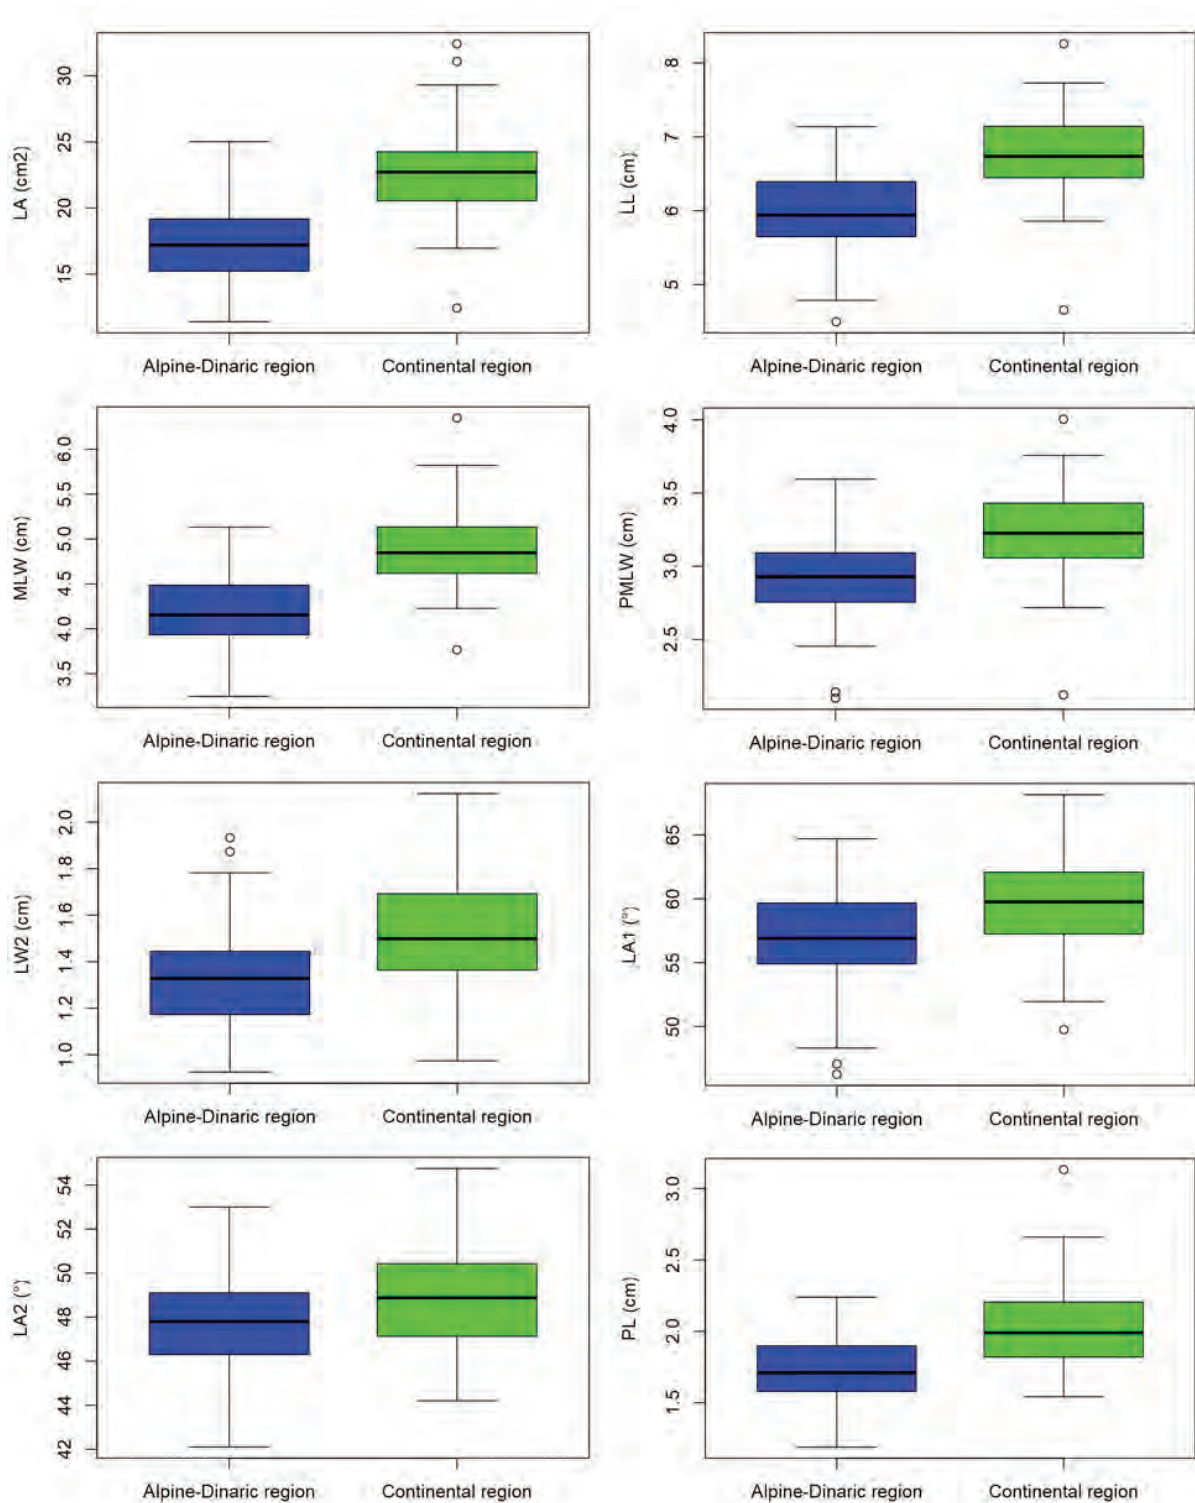 LA (cm2)
30
25
20
15
Alpine-Dinaric region Continental region
LL (cm)
8
7
6
5
Alpine-Dinaric region Continental region
MLW (cm)
6.0
5.5
5.0
4.5
4.0
3.5
Alpine-Dinaric region Continental region
PMLW (cm)
4.0
3.5
3.0
2.5
Alpine-Dinaric region Continental region
LW2 (cm)
2.0
1.8
1.6
1.4
1.2
1.0
Alpine-Dinaric region Continental region
LA1 (°)
65
60
55
50
Alpine-Dinaric region Continental region
LA2 (°)
54
52
50
48
46
44
42
Alpine-Dinaric region Continental region
PL (cm)
3.0
2.5
2.0
1.5
Alpine-Dinaric region Continental region